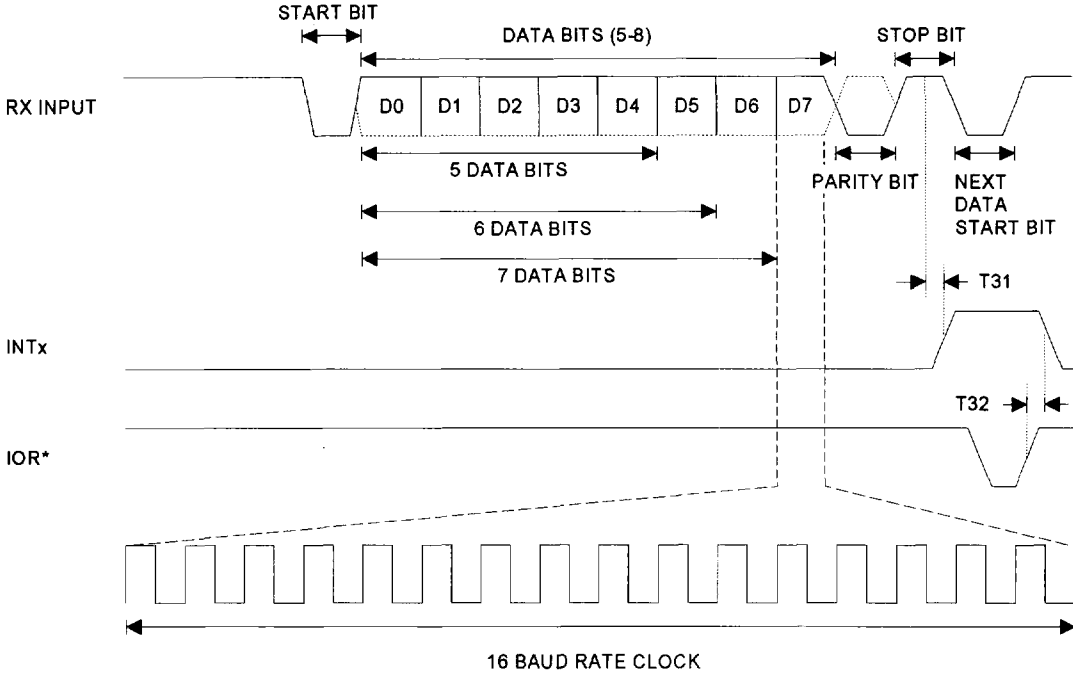 START BIT
DATA BITS (5-8)
STOP BIT
RX INPUT
D0 D1 D2 D3 D4 D5 D6 D7
5 DATA BITS
PARITY BIT
NEXT
DATA
START BIT
6 DATA BITS
7 DATA BITS
T31
INTx
T32
IOR*
16 BAUD RATE CLOCK